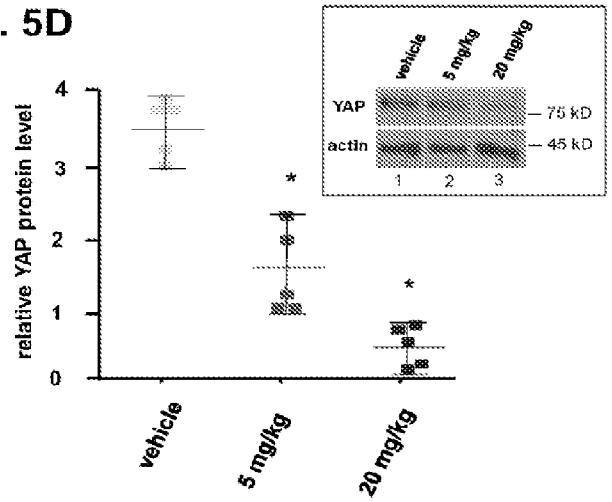 . 5D
relative YAP protein level
4
3
2
1
0
*
*
vehicle
5 mg/kg
20 mg/kg
vehicle
5 mg/kg
20 mg/kg
YAP
— 75 kD
actin
— 45 kD
1 2 3